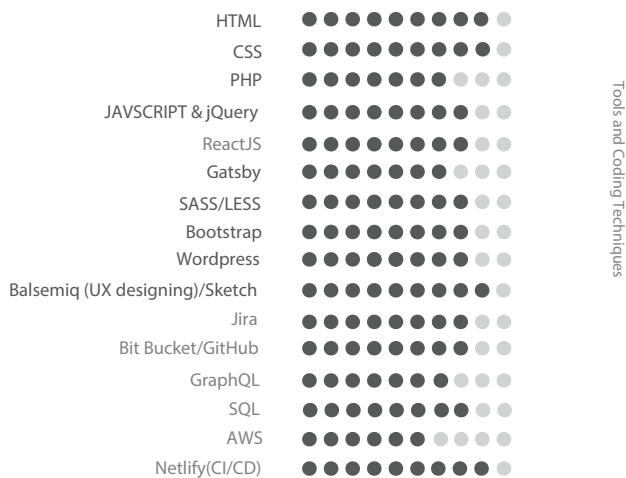 HTML
CSS
PHP
JAVSCRIPT & jQuery
ReactJS
Gatsby
SASS/LESS
Bootstrap
Wordpress
Balsemiq (UX designing)/Sketch
Jira
Bit Bucket/GitHub
GraphQL
SQL
AWS
Netlify(CI/CD)
Tools and Coding Techniques